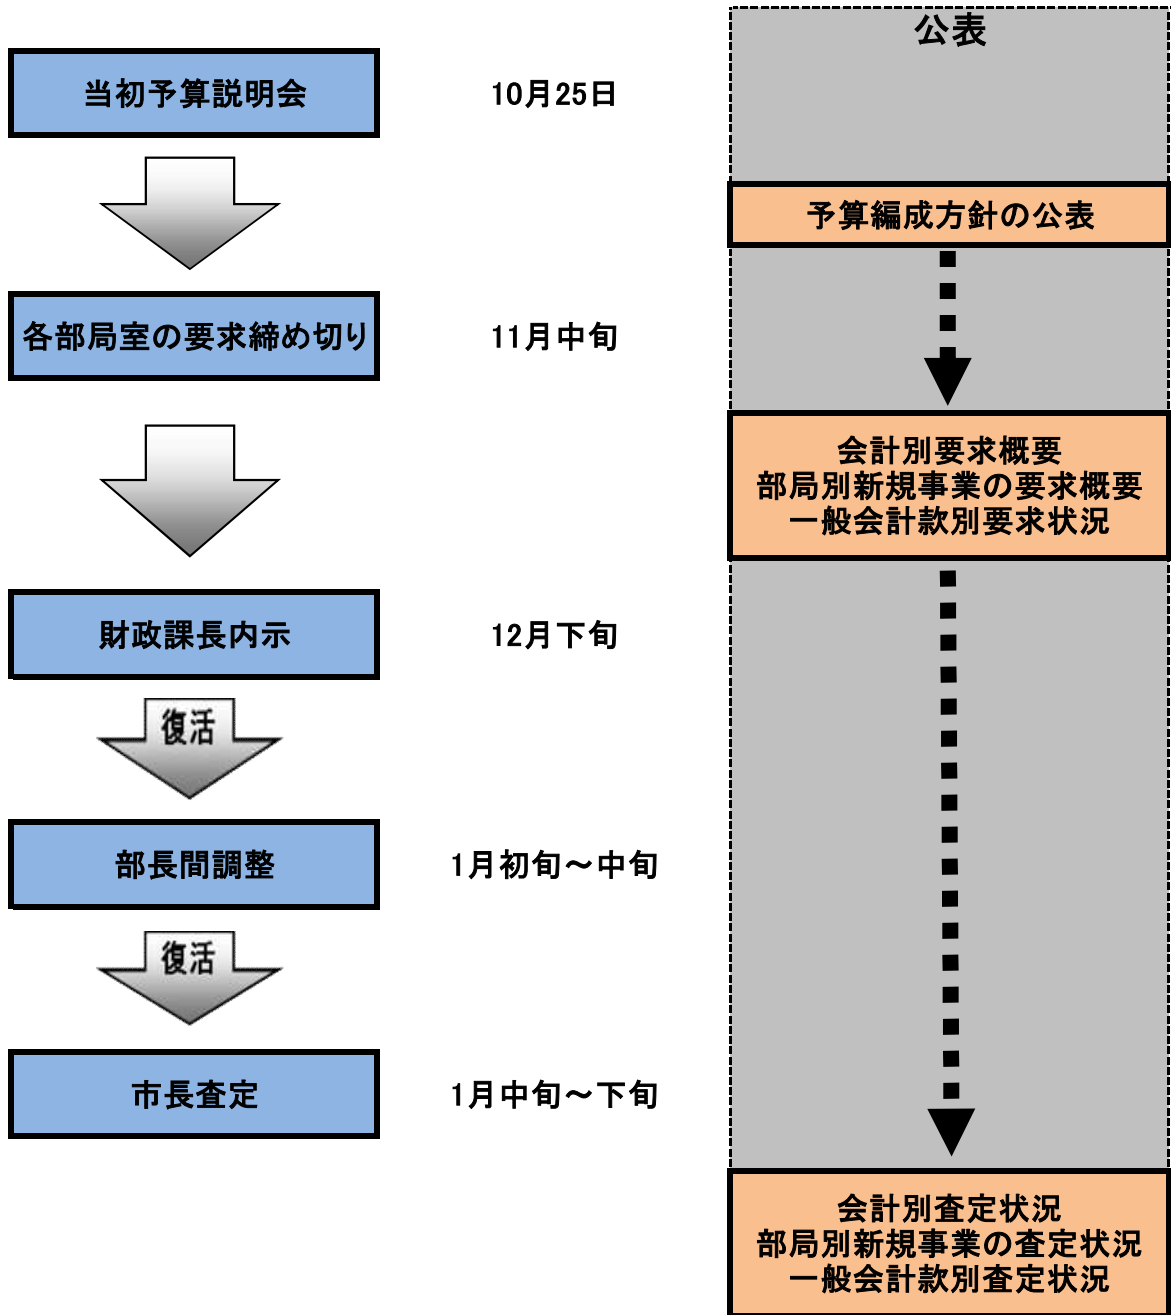 公表
当初予算説明会
10月25日
予算編成方針の公表
各部局室の要求締め切り
11月中旬
会計別要求概要
部局別新規事業の要求概要
一般会計款別要求状況
財政課長内示
12月下旬
復活
部長間調整
1月初旬～中旬
復活
市長査定
1月中旬～下旬
会計別査定状況
部局別新規事業の査定状況
一般会計款別査定状況